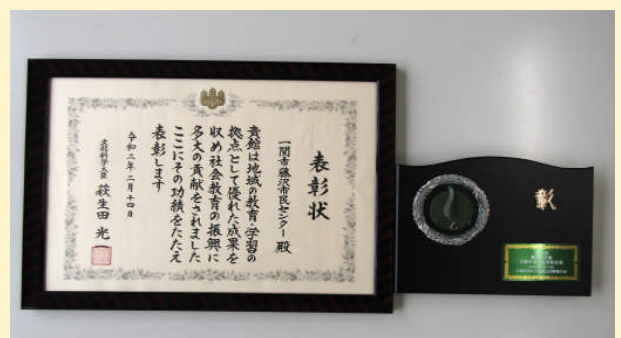 表彰状
一関市藤沢市民センター 殿
貴館は地域の教育・学習の
拠点として優れた成果を
収め社会教育の振興に
多大の貢献をされました
ここにその功績をたたえ
表彰します
令和二年二月十四日
文部科学大臣 萩生田 光一
彰